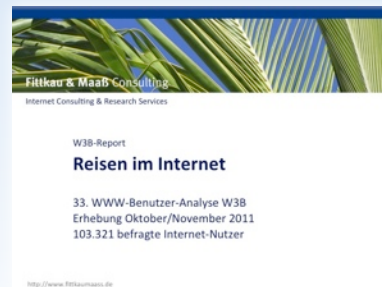 Fittkau & Maaß Consulting
Internet Consulting & Research Services
W3B-Report
Reisen im Internet
33. WWW-Benutzer-Analyse W3B
Erhebung Oktober/November 2011
103.321 befragte Internet-Nutzer
http://www.fittkaumaass.de